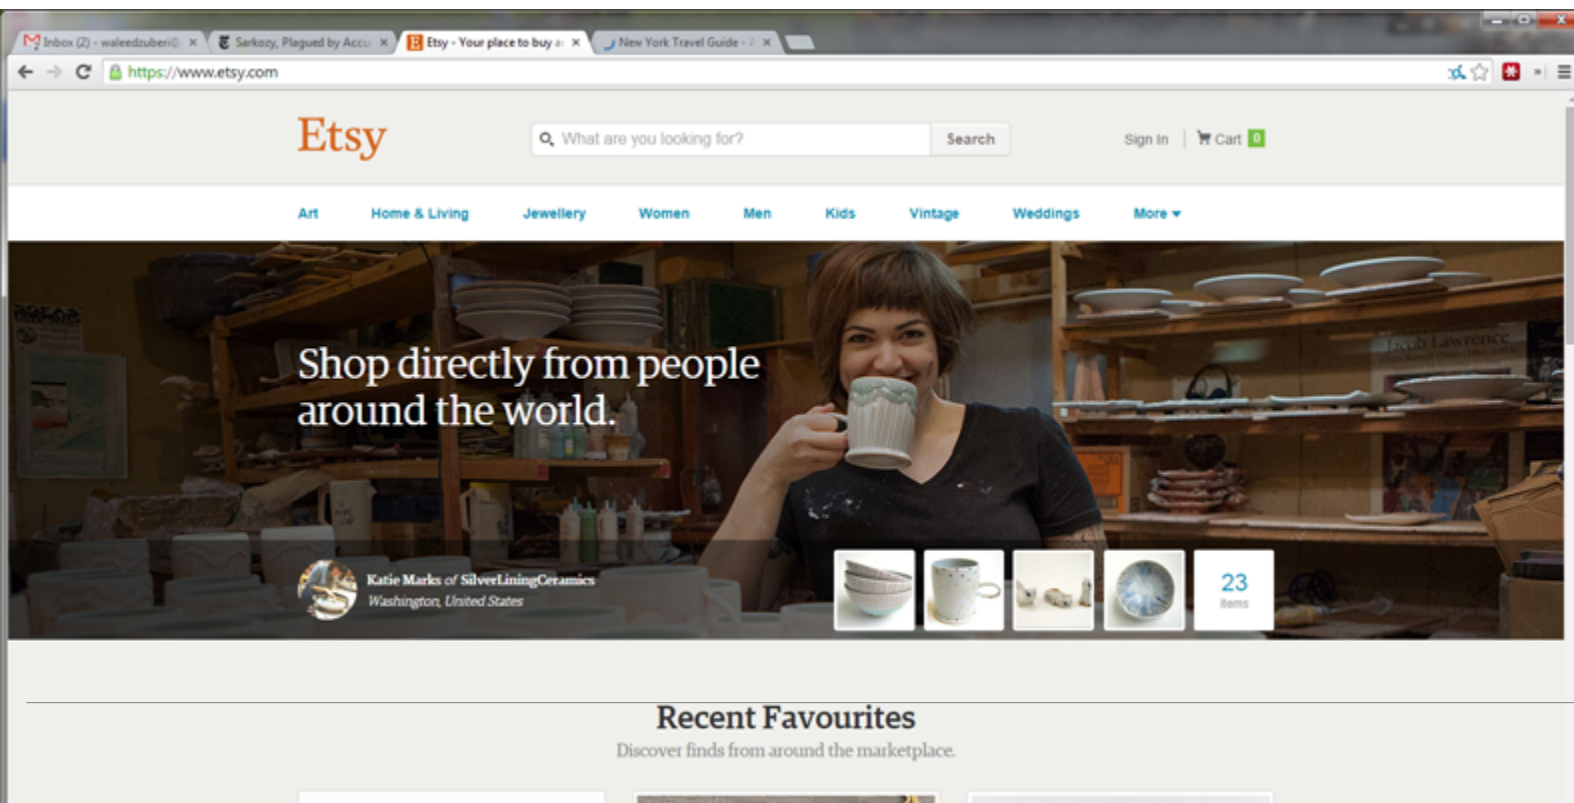 Inbox (2) - waleedzuberi@
Sarkozy, Plagued by Accu
Etsy - Your place to buy a
New York Travel Guide - A
https://www.etsy.com
Etsy
What are you looking for?
Search
Sign In
Cart 0
Art
Home & Living
Jewellery
Women
Men
Kids
Vintage
Weddings
More
Jacob Lawrence
Shop directly from people
around the world.
Katie Marks of SilverLiningCeramics
Washington, United States
23
items
Recent Favourites
Discover finds from around the marketplace.